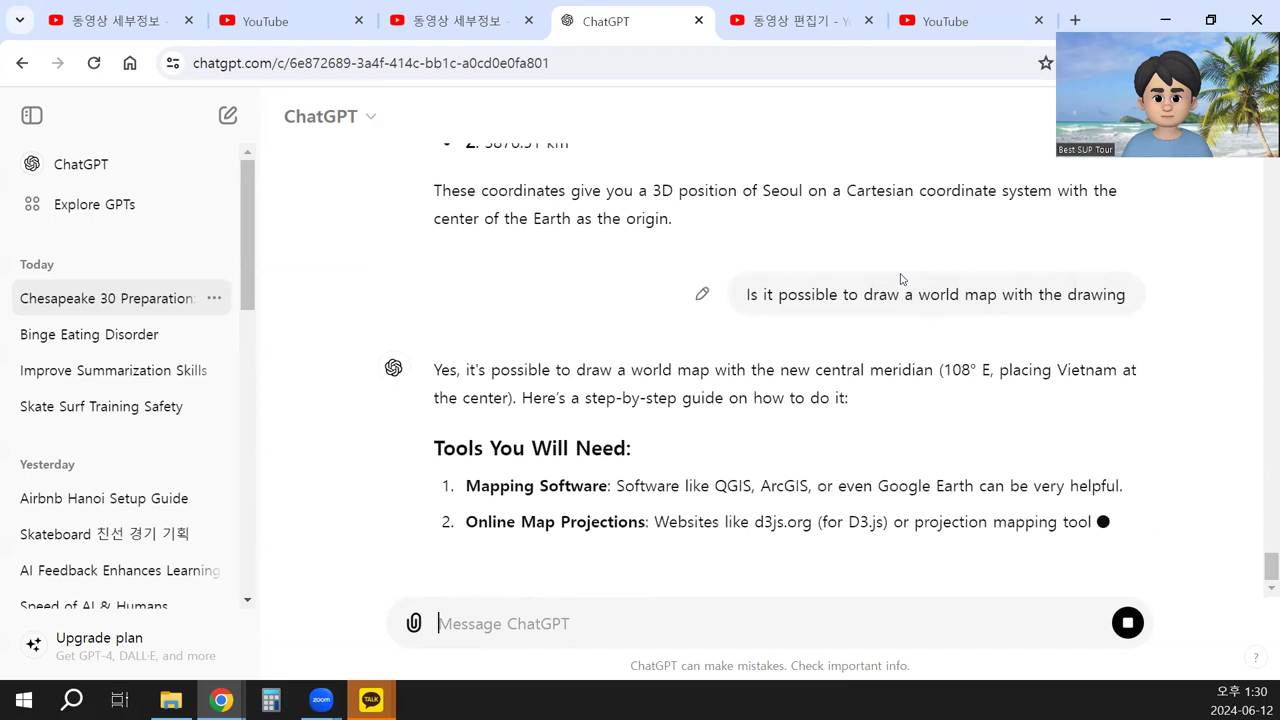 동영상 세부정보 -
YouTube
동영상 세부정보 -
ChatGPT
동영상 편집기 - Y
YouTube
chatgpt.com/c/6e872689-3a4f-414c-bb1c-a0cd0e0fa801
Best SUP Tour
ChatGPT
Explore GPTs
Today
Chesapeake 30 Preparation:
Binge Eating Disorder
Improve Summarization Skills
Skate Surf Training Safety
Yesterday
Airbnb Hanoi Setup Guide
Skateboard 친선 경기 기획
AI Feedback Enhances Learning
Speed of AI & Humans
Upgrade plan
Get GPT-4, DALL·E, and more
ChatGPT
These coordinates give you a 3D position of Seoul on a Cartesian coordinate system with the
center of the Earth as the origin.
Is it possible to draw a world map with the drawing
Yes, it's possible to draw a world map with the new central meridian (108° E, placing Vietnam at
the center). Here's a step-by-step guide on how to do it:
Tools You Will Need:
1. Mapping Software: Software like QGIS, ArcGIS, or even Google Earth can be very helpful.
2. Online Map Projections: Websites like d3js.org (for D3.js) or projection mapping tool
Message ChatGPT
ChatGPT can make mistakes. Check important info.
?
zoom
TALK
오후 1:30
2024-06-12